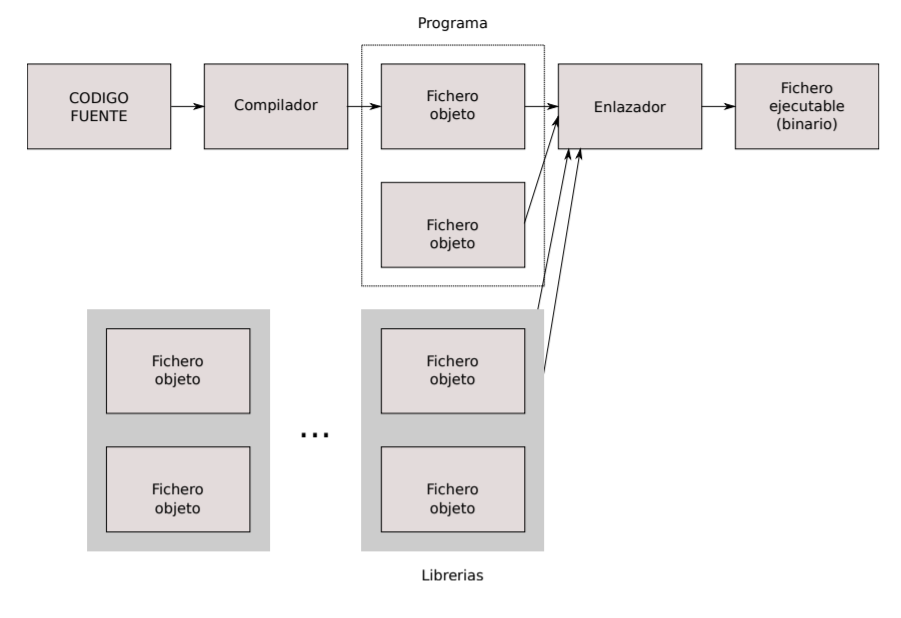 Programa
CODIGO
FUENTE
Compilador
Fichero
objeto
Enlazador
Fichero
ejecutable
(binario)
Fichero
objeto
Fichero
objeto
Fichero
objeto
...
Fichero
objeto
Fichero
objeto
Librerias